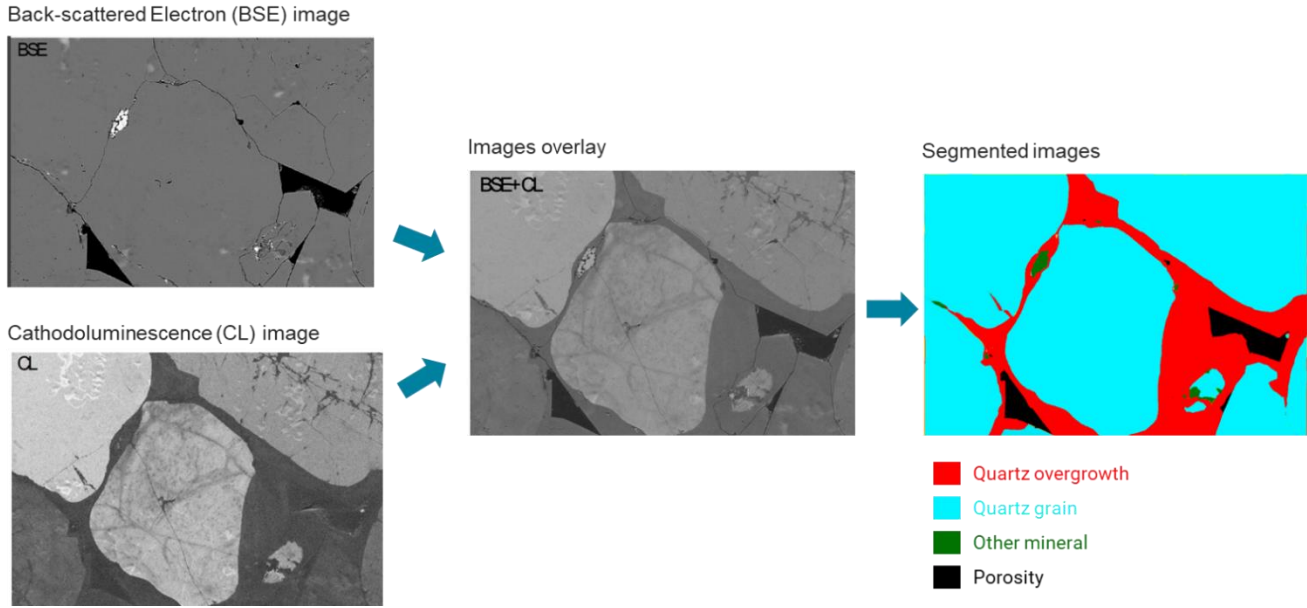 Back-scattered Electron (BSE) image
BSE
Images overlay
BSE+CL
Segmented images
Cathodoluminescence (CL) image
CL
Quartz overgrowth
Quartz grain
Other mineral
Porosity